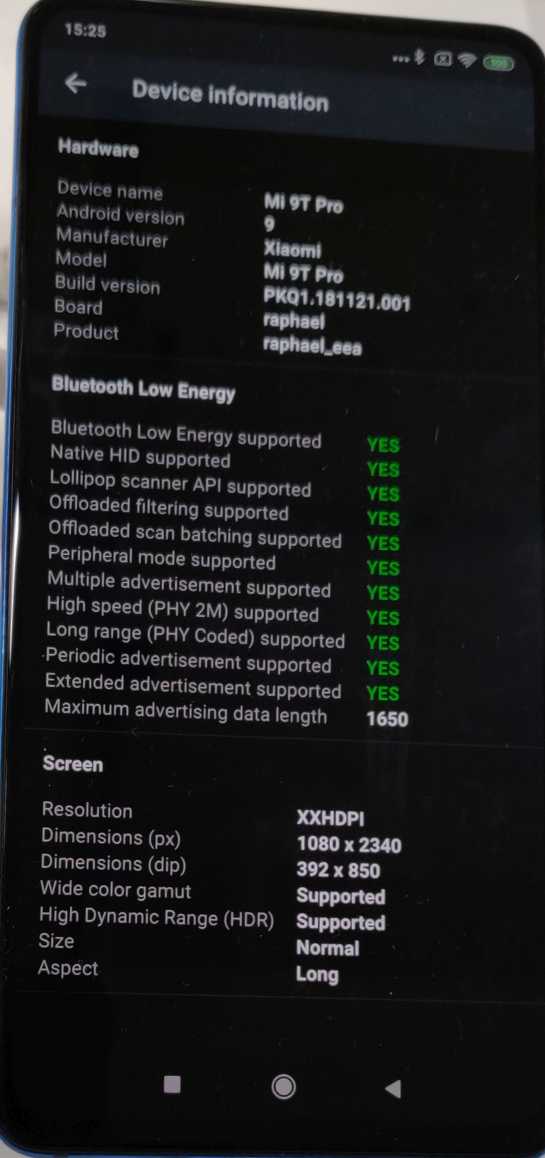 15:25
100
Device information
Hardware
Device name Mi 9T Pro
Android version 9
Manufacturer Xiaomi
Model Mi 9T Pro
Build version PKQ1.181121.001
Board raphael
Product raphael_eea
Bluetooth Low Energy
Bluetooth Low Energy supported YES
Native HID supported YES
Lollipop scanner API supported YES
Offloaded filtering supported YES
Offloaded scan batching supported YES
Peripheral mode supported YES
Multiple advertisement supported YES
High speed (PHY 2M) supported YES
Long range (PHY Coded) supported YES
Periodic advertisement supported YES
Extended advertisement supported YES
Maximum advertising data length 1650
Screen
Resolution XXHDPI
Dimensions (px) 1080 x 2340
Dimensions (dip) 392 x 850
Wide color gamut Supported
High Dynamic Range (HDR) Supported
Size Normal
Aspect Long